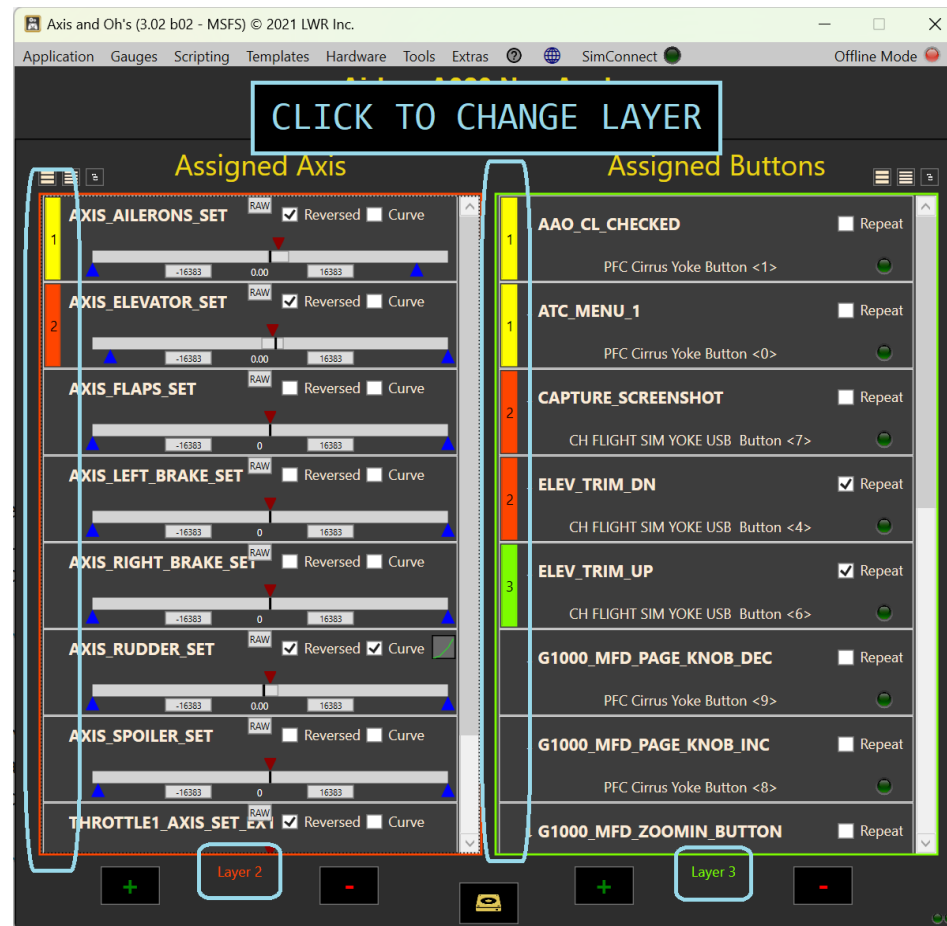 Axis and Oh's (3.02 b02 - MSFS) © 2021 LWR Inc.
Application Gauges Scripting Templates Hardware Tools Extras ? SimConnect Offline Mode
CLICK TO CHANGE LAYER
Assigned Axis
1
AXIS_AILERONS_SET RAW Reversed Curve
-16383 0.00 16383
2
AXIS_ELEVATOR_SET RAW Reversed Curve
-16383 0.00 16383
AXIS_FLAPS_SET RAW Reversed Curve
-16383 0 16383
AXIS_LEFT_BRAKE_SET RAW Reversed Curve
-16383 0 16383
AXIS_RIGHT_BRAKE_SET RAW Reversed Curve
-16383 0 16383
AXIS_RUDDER_SET RAW Reversed Curve
-16383 0.00 16383
AXIS_SPOILER_SET RAW Reversed Curve
-16383 0 16383
THROTTLE1_AXIS_SET_EX1 RAW Reversed Curve
+ Layer 2 -
Assigned Buttons
1
AAO_CL_CHECKED Repeat
PFC Cirrus Yoke Button <1>
1
ATC_MENU_1 Repeat
PFC Cirrus Yoke Button <0>
2
CAPTURE_SCREENSHOT Repeat
CH FLIGHT SIM YOKE USB Button <7>
2
ELEV_TRIM_DN Repeat
CH FLIGHT SIM YOKE USB Button <4>
3
ELEV_TRIM_UP Repeat
CH FLIGHT SIM YOKE USB Button <6>
G1000_MFD_PAGE_KNOB_DEC Repeat
PFC Cirrus Yoke Button <9>
G1000_MFD_PAGE_KNOB_INC Repeat
PFC Cirrus Yoke Button <8>
G1000_MFD_ZOOMIN_BUTTON Repeat
+ Layer 3 -